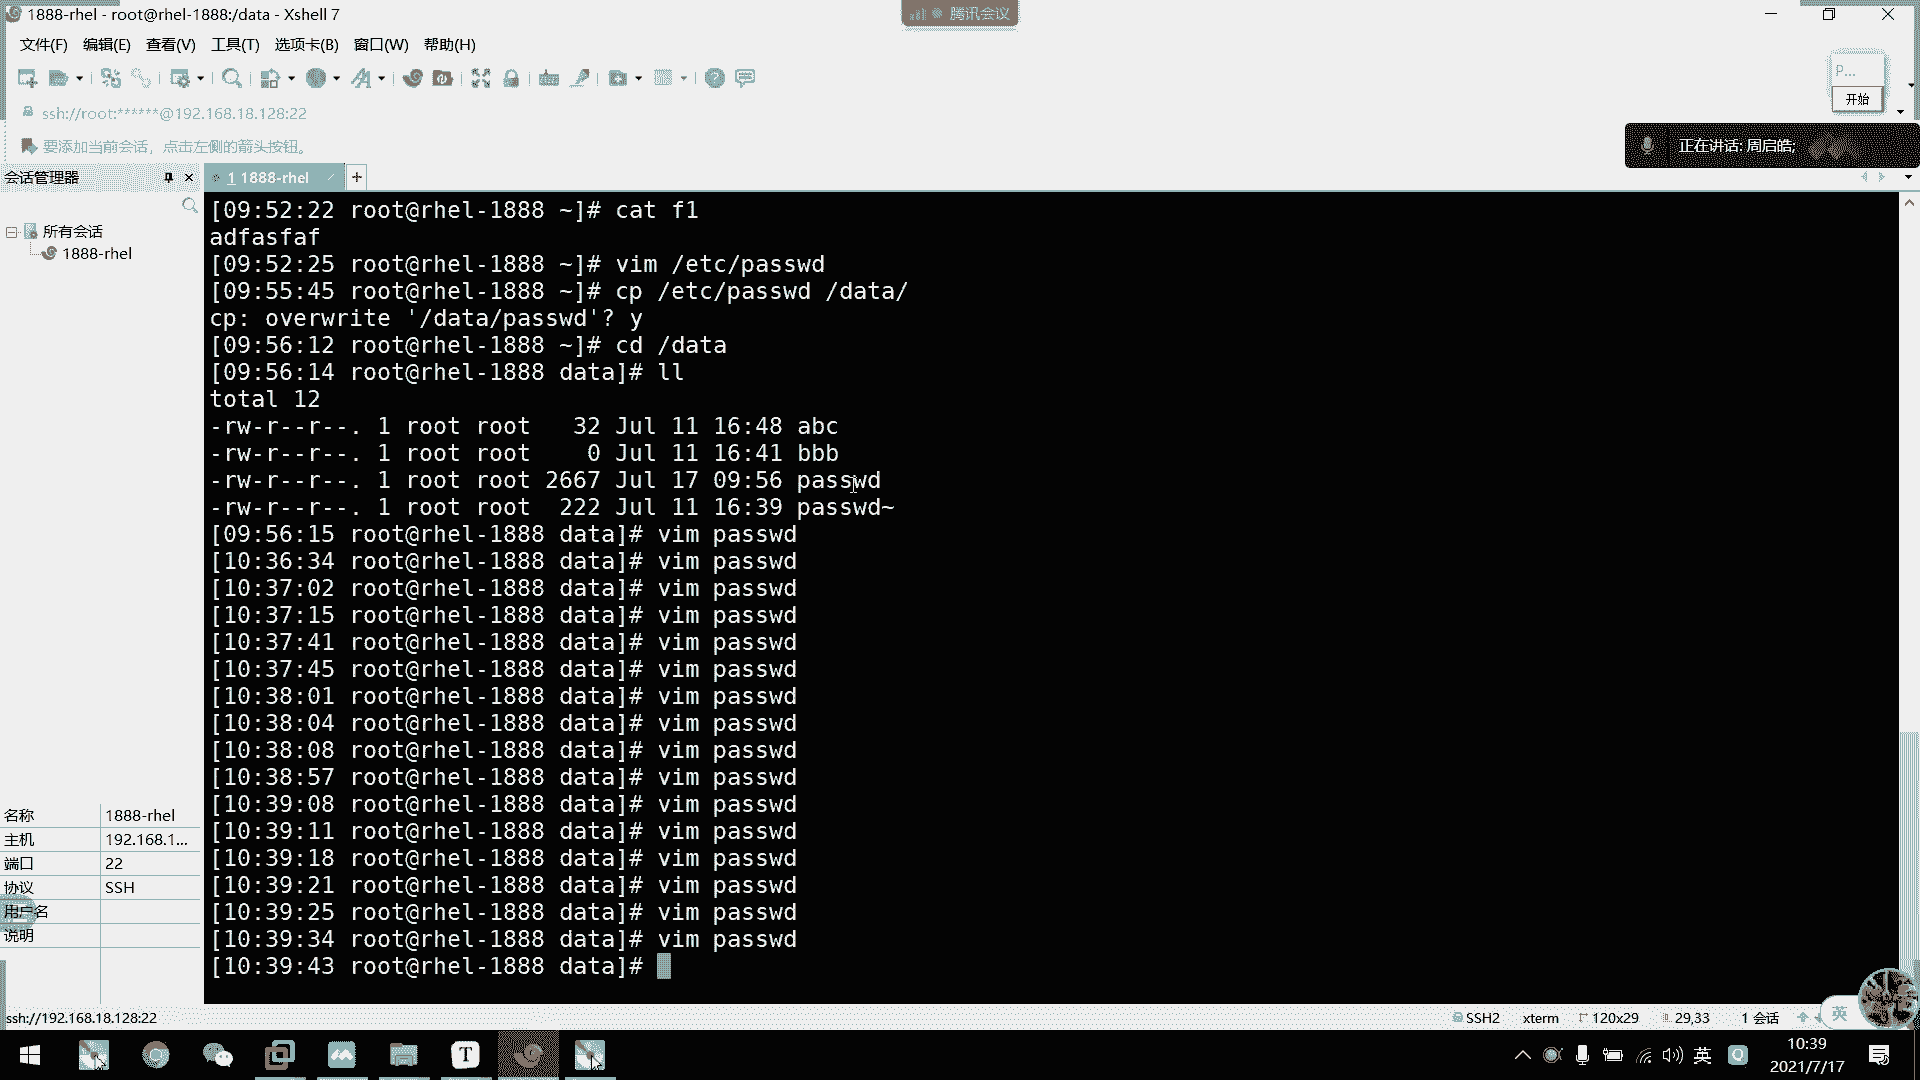 1888-rhel - root@rhel-1888:/data - Xshell 7
腾讯会议
文件(F) 编辑(E) 查看(V) 工具(T) 选项卡(B) 窗口(W) 帮助(H)
P...
开始
ssh://root:******@192.168.18.128:22
要添加当前会话，点击左侧的箭头按钮。
正在讲话: 周启皓;
会话管理器
1 1888-rhel
+
所有会话
1888-rhel
[09:52:22 root@rhel-1888 ~]# cat f1
adfasfaf
[09:52:25 root@rhel-1888 ~]# vim /etc/passwd
[09:55:45 root@rhel-1888 ~]# cp /etc/passwd /data/
cp: overwrite '/data/passwd'? y
[09:56:12 root@rhel-1888 ~]# cd /data
[09:56:14 root@rhel-1888 data]# ll
total 12
-rw-r--r--. 1 root root   32 Jul 11 16:48 abc
-rw-r--r--. 1 root root    0 Jul 11 16:41 bbb
-rw-r--r--. 1 root root 2667 Jul 17 09:56 passwd
-rw-r--r--. 1 root root  222 Jul 11 16:39 passwd~
[09:56:15 root@rhel-1888 data]# vim passwd
[10:36:34 root@rhel-1888 data]# vim passwd
[10:37:02 root@rhel-1888 data]# vim passwd
[10:37:15 root@rhel-1888 data]# vim passwd
[10:37:41 root@rhel-1888 data]# vim passwd
[10:37:45 root@rhel-1888 data]# vim passwd
[10:38:01 root@rhel-1888 data]# vim passwd
[10:38:04 root@rhel-1888 data]# vim passwd
[10:38:08 root@rhel-1888 data]# vim passwd
[10:38:57 root@rhel-1888 data]# vim passwd
[10:39:08 root@rhel-1888 data]# vim passwd
[10:39:11 root@rhel-1888 data]# vim passwd
[10:39:18 root@rhel-1888 data]# vim passwd
[10:39:21 root@rhel-1888 data]# vim passwd
[10:39:25 root@rhel-1888 data]# vim passwd
[10:39:34 root@rhel-1888 data]# vim passwd
[10:39:43 root@rhel-1888 data]#
名称 1888-rhel
主机 192.168.1...
端口 22
协议 SSH
用户名
说明
ssh://192.168.18.128:22
SSH2 xterm 120x29 29,33 1 会话
英
T
英
10:39
2021/7/17